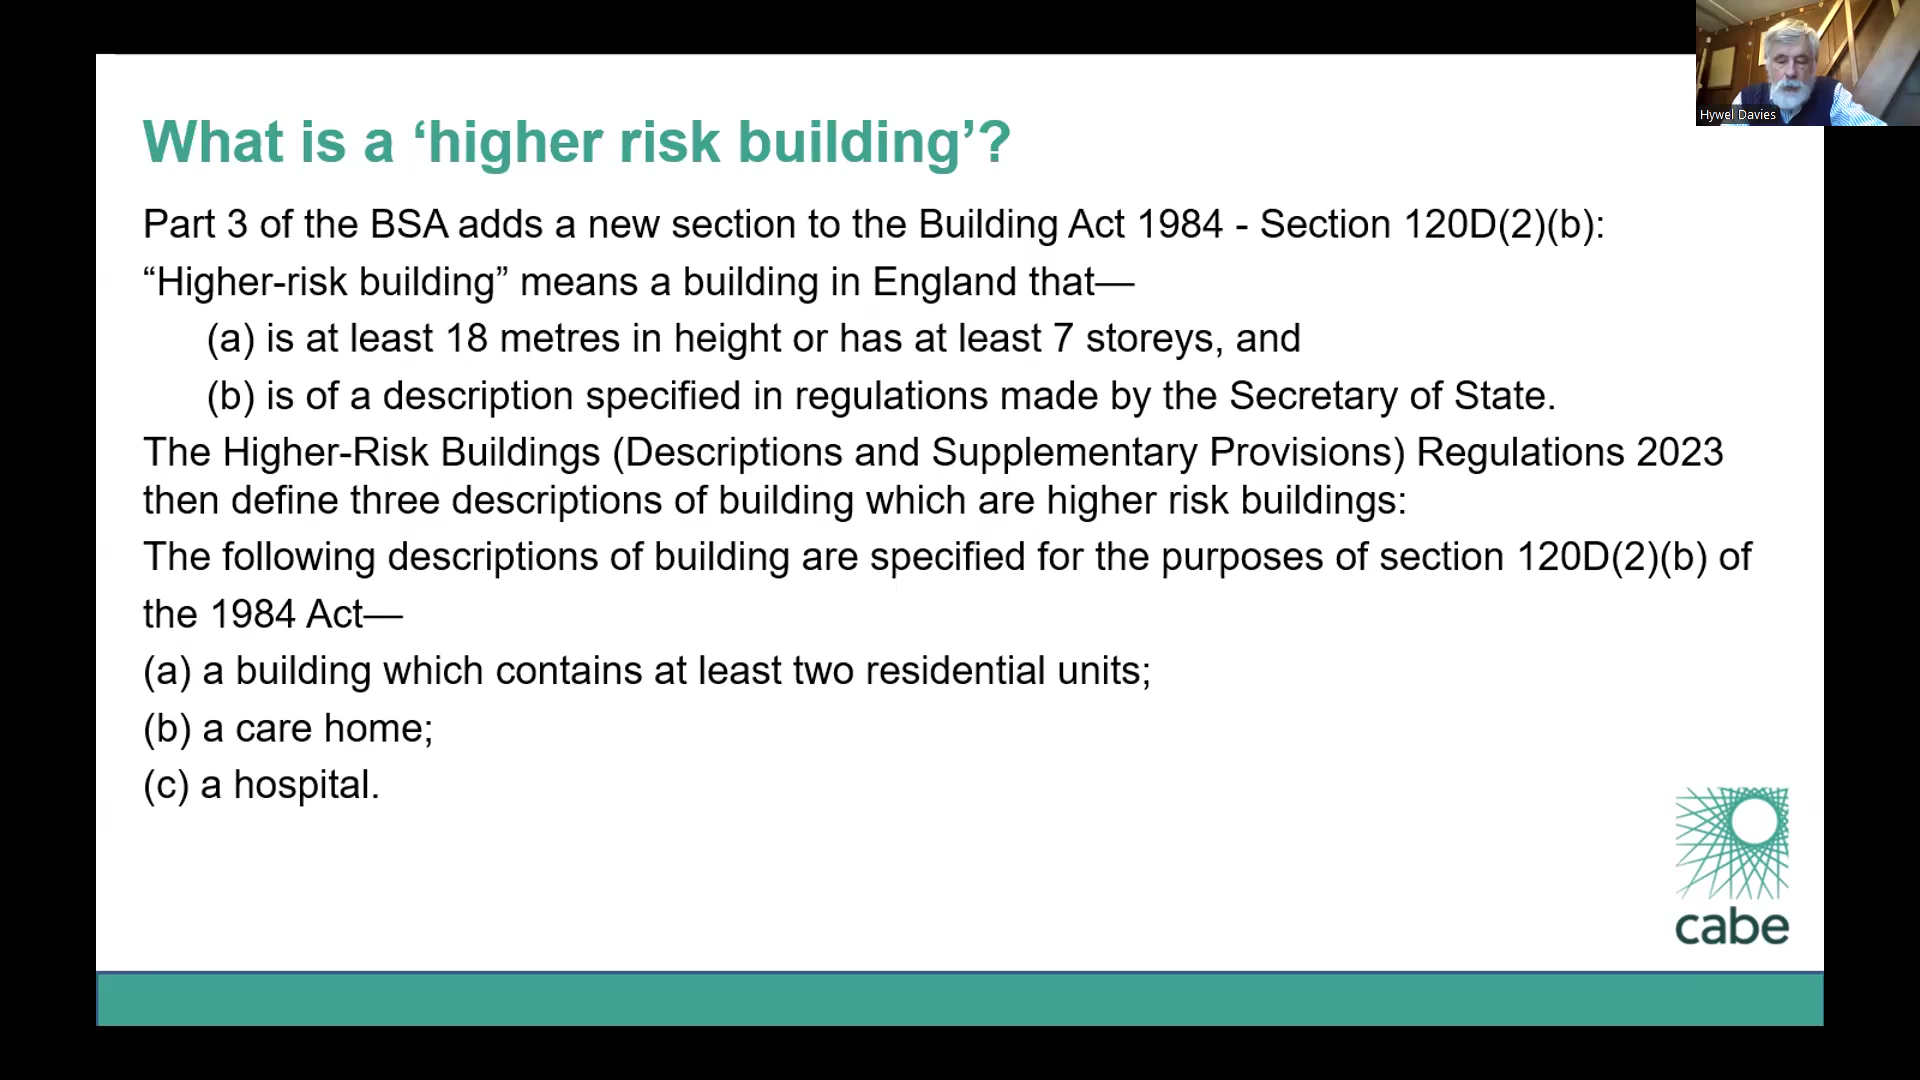 Hywel Davies
What is a ‘higher risk building’?
Part 3 of the BSA adds a new section to the Building Act 1984 - Section 120D(2)(b):
“Higher-risk building” means a building in England that—
(a) is at least 18 metres in height or has at least 7 storeys, and
(b) is of a description specified in regulations made by the Secretary of State.
The Higher-Risk Buildings (Descriptions and Supplementary Provisions) Regulations 2023
then define three descriptions of building which are higher risk buildings:
The following descriptions of building are specified for the purposes of section 120D(2)(b) of
the 1984 Act—
(a) a building which contains at least two residential units;
(b) a care home;
(c) a hospital.
cabe